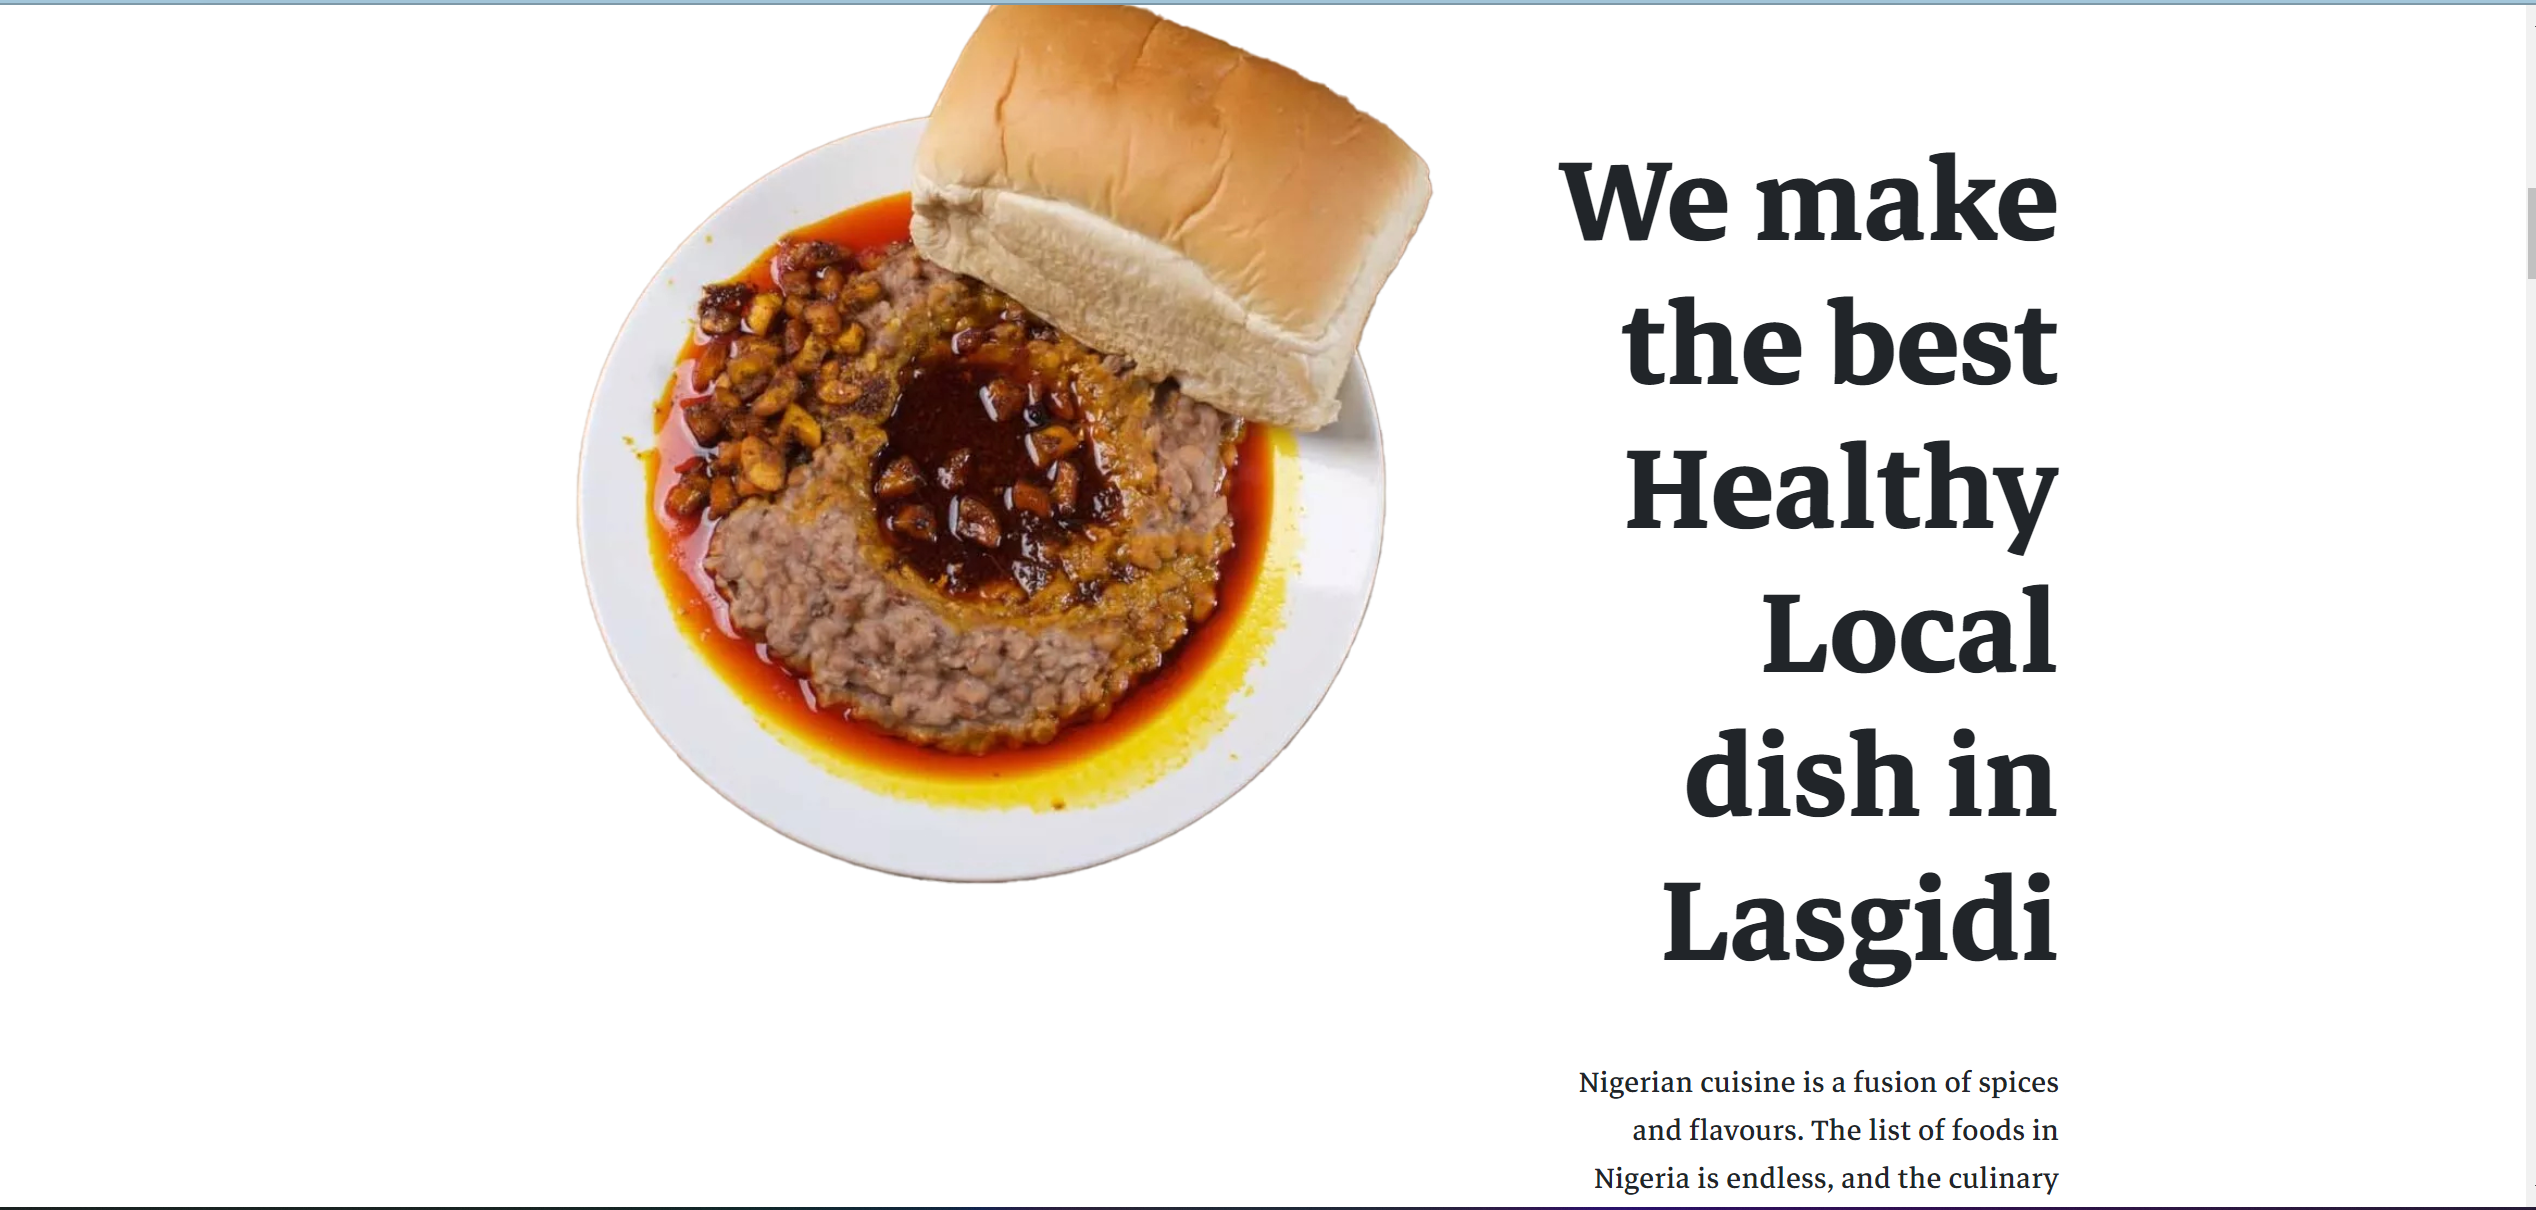 We make
the best
Healthy
Local
dish in
Lasgidi
Nigerian cuisine is a fusion of spices
and flavours. The list of foods in
Nigeria is endless, and the culinary